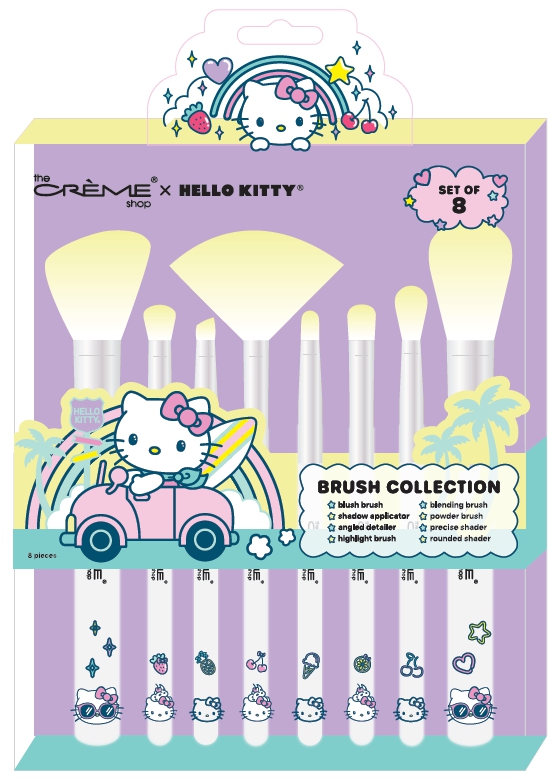 the
CRÈME® x HELLO KITTY®
shop
SET OF
8
HELLO
KITTY
BRUSH COLLECTION
blush brush
shadow applicator
angled detailer
highlight brush
blending brush
powder brush
precise shader
rounded shader
8 pieces